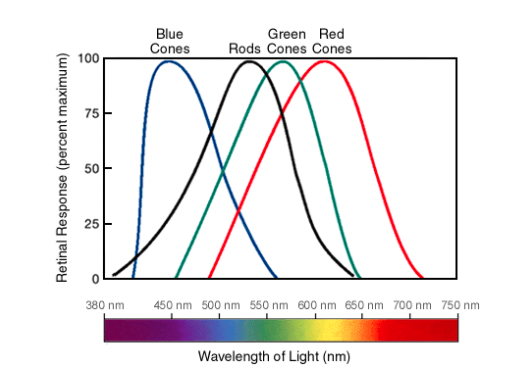 Blue Green Red
Cones Rods Cones Cones
Retinal Response (percent maximum)
100
75
50
25
0
380 nm 450 nm 500 nm 550 nm 600 nm 650 nm 700 nm 750 nm
Wavelength of Light (nm)